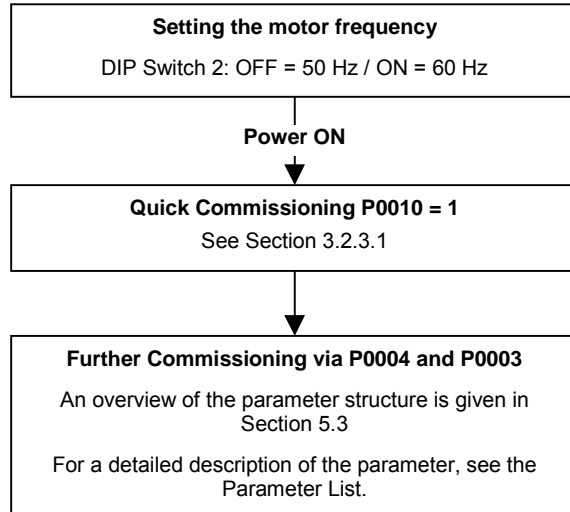 Setting the motor frequency
DIP Switch 2: OFF = 50 Hz / ON = 60 Hz
Power ON
Quick Commissioning P0010 = 1
See Section 3.2.3.1
Further Commissioning via P0004 and P0003
An overview of the parameter structure is given in
Section 5.3
For a detailed description of the parameter, see the
Parameter List.